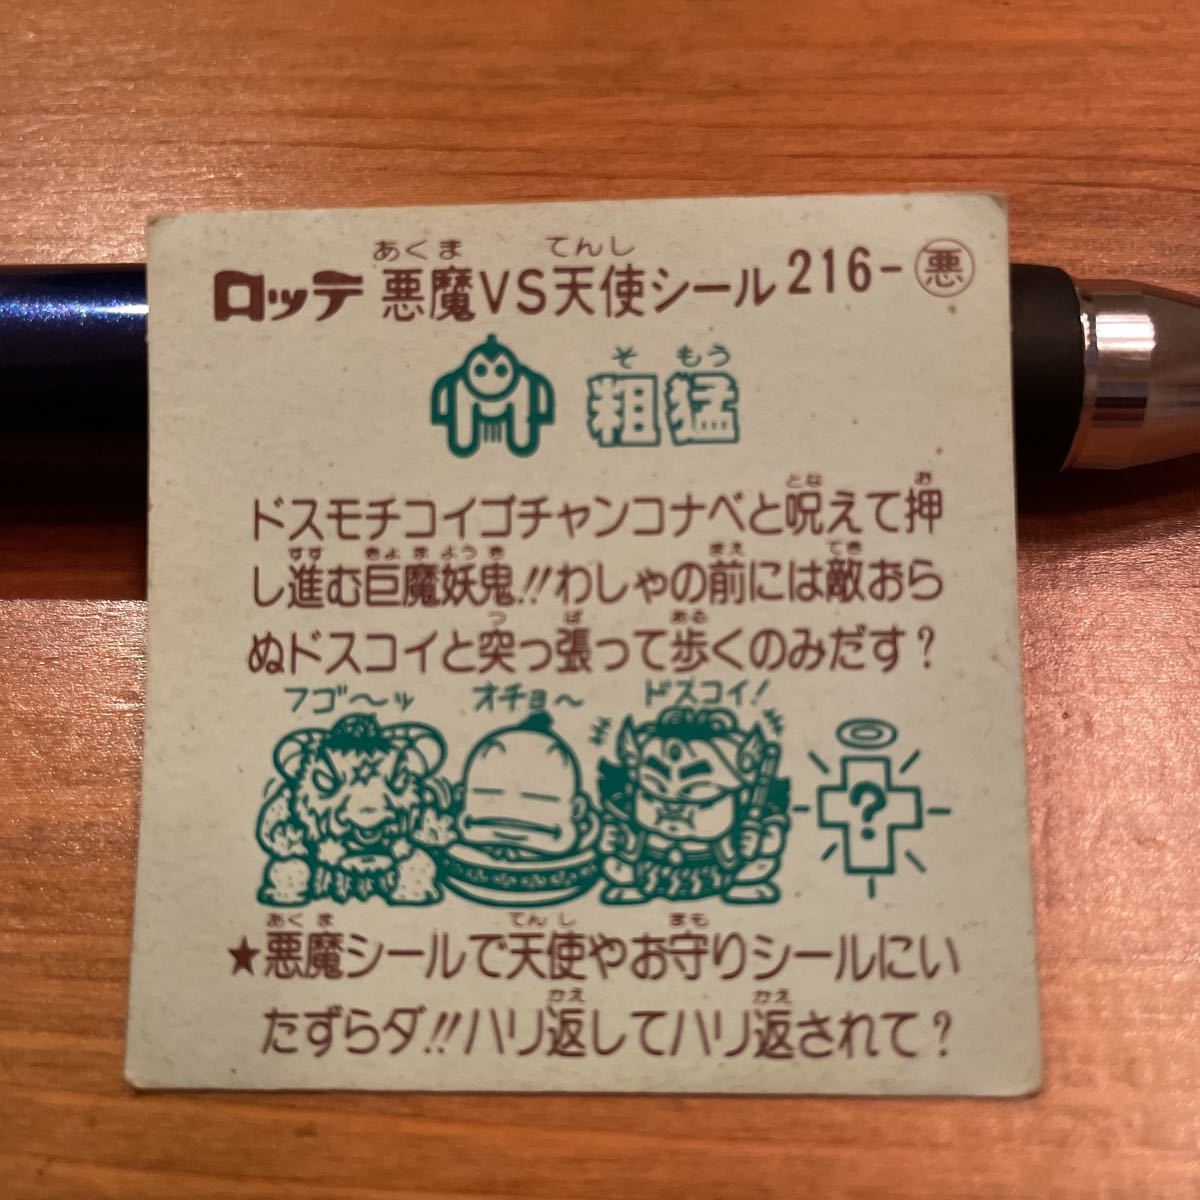 あくま てんし
ロッテ 悪魔VS天使シール 216-悪
そ もう
粗猛
とな お
ドスモチコイゴチャンコナベと呪えて押
すす きよ ま よう き まえ てき
し進む巨魔妖鬼!!わしゃの前には敵おら
つ ぱ ある
ぬドスコイと突っ張って歩くのみだす?
フゴ〜ッ オチョ〜 ドスコイ!
?
あく ま てん し まも
★悪魔シールで天使やお守りシールにい
かえ かえ
たずらダ!!ハリ返してハリ返されて?